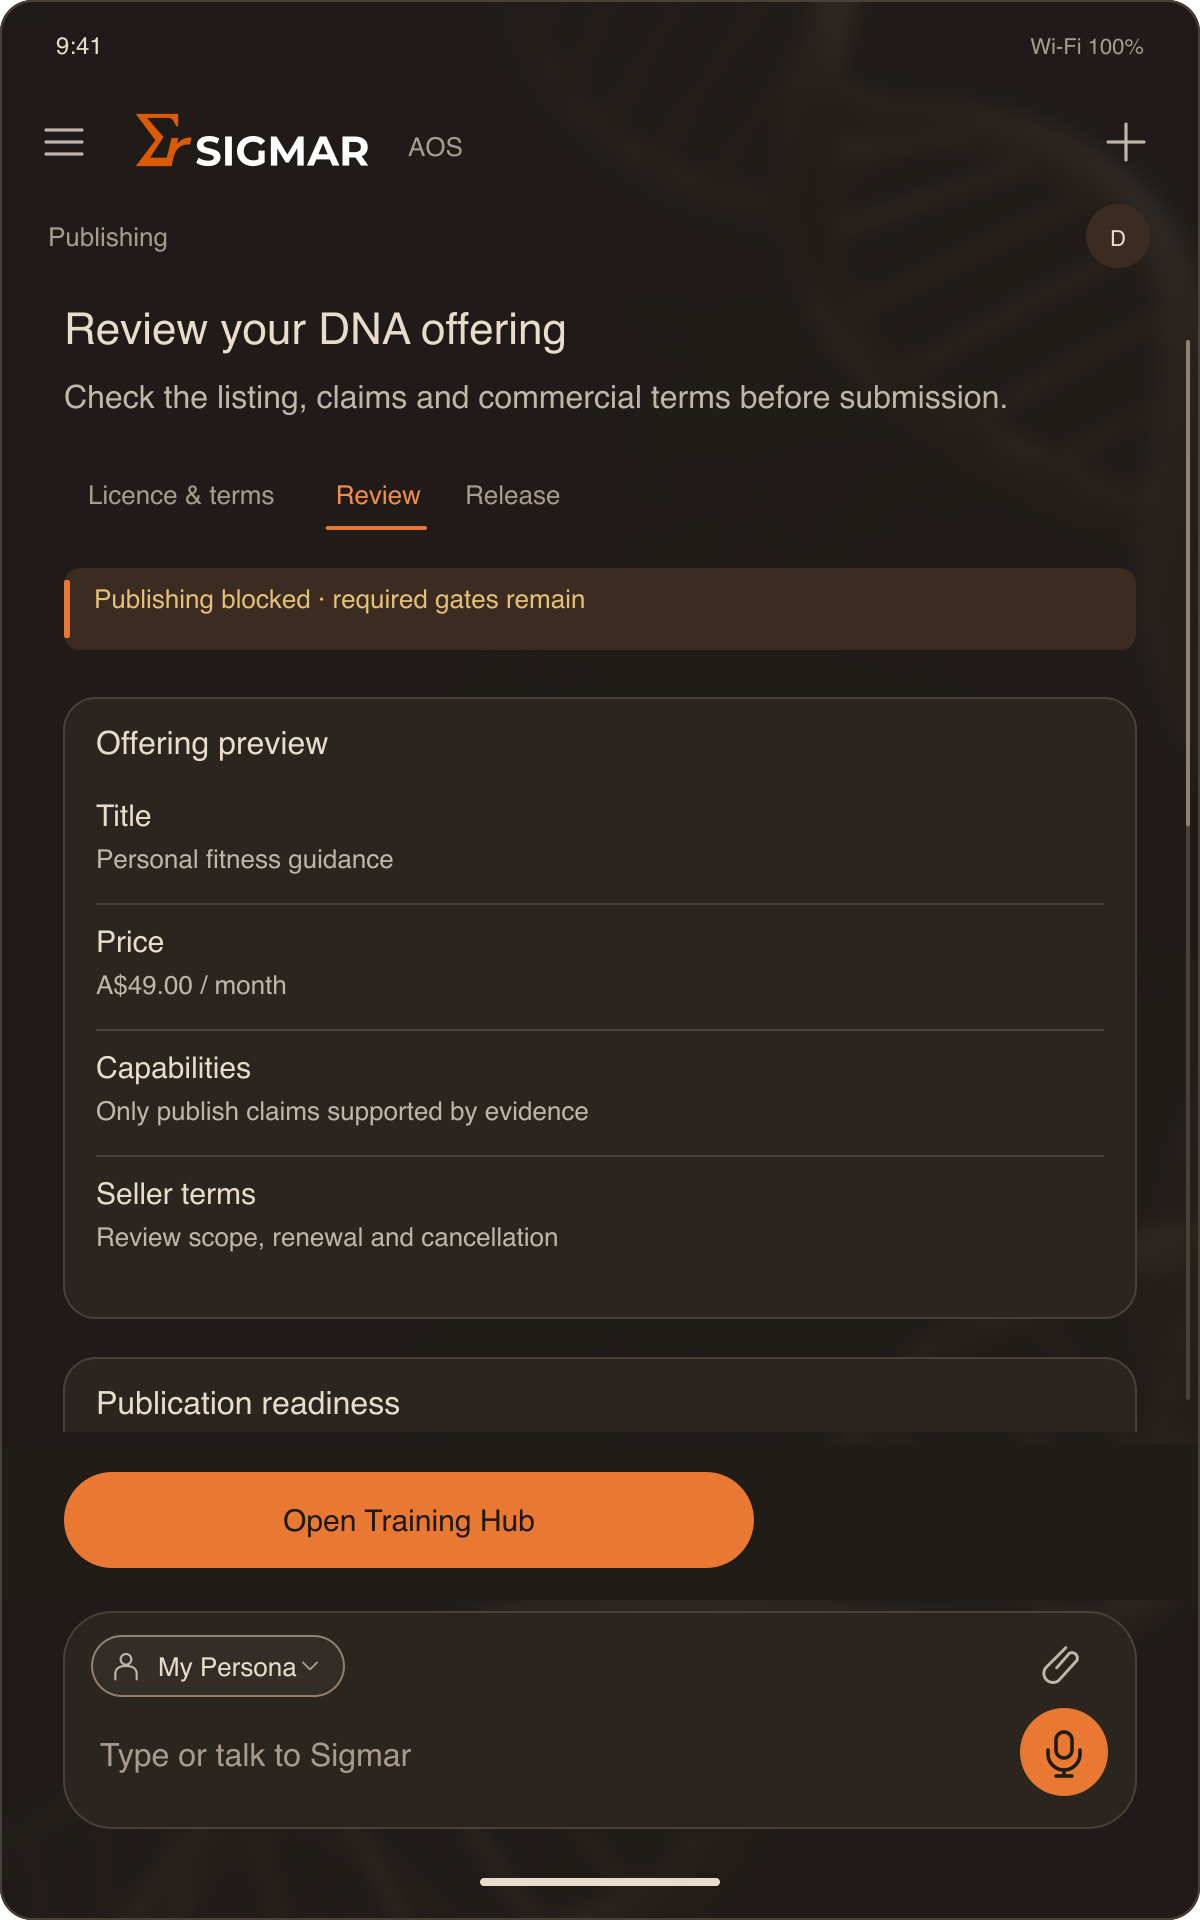 9:41
Wi-Fi 100%
Σr SIGMAR AOS
Publishing
D
Review your DNA offering
Check the listing, claims and commercial terms before submission.
Licence & terms Review Release
Publishing blocked · required gates remain
Offering preview
Title
Personal fitness guidance
Price
A$49.00 / month
Capabilities
Only publish claims supported by evidence
Seller terms
Review scope, renewal and cancellation
Publication readiness
Open Training Hub
My Persona
Type or talk to Sigmar